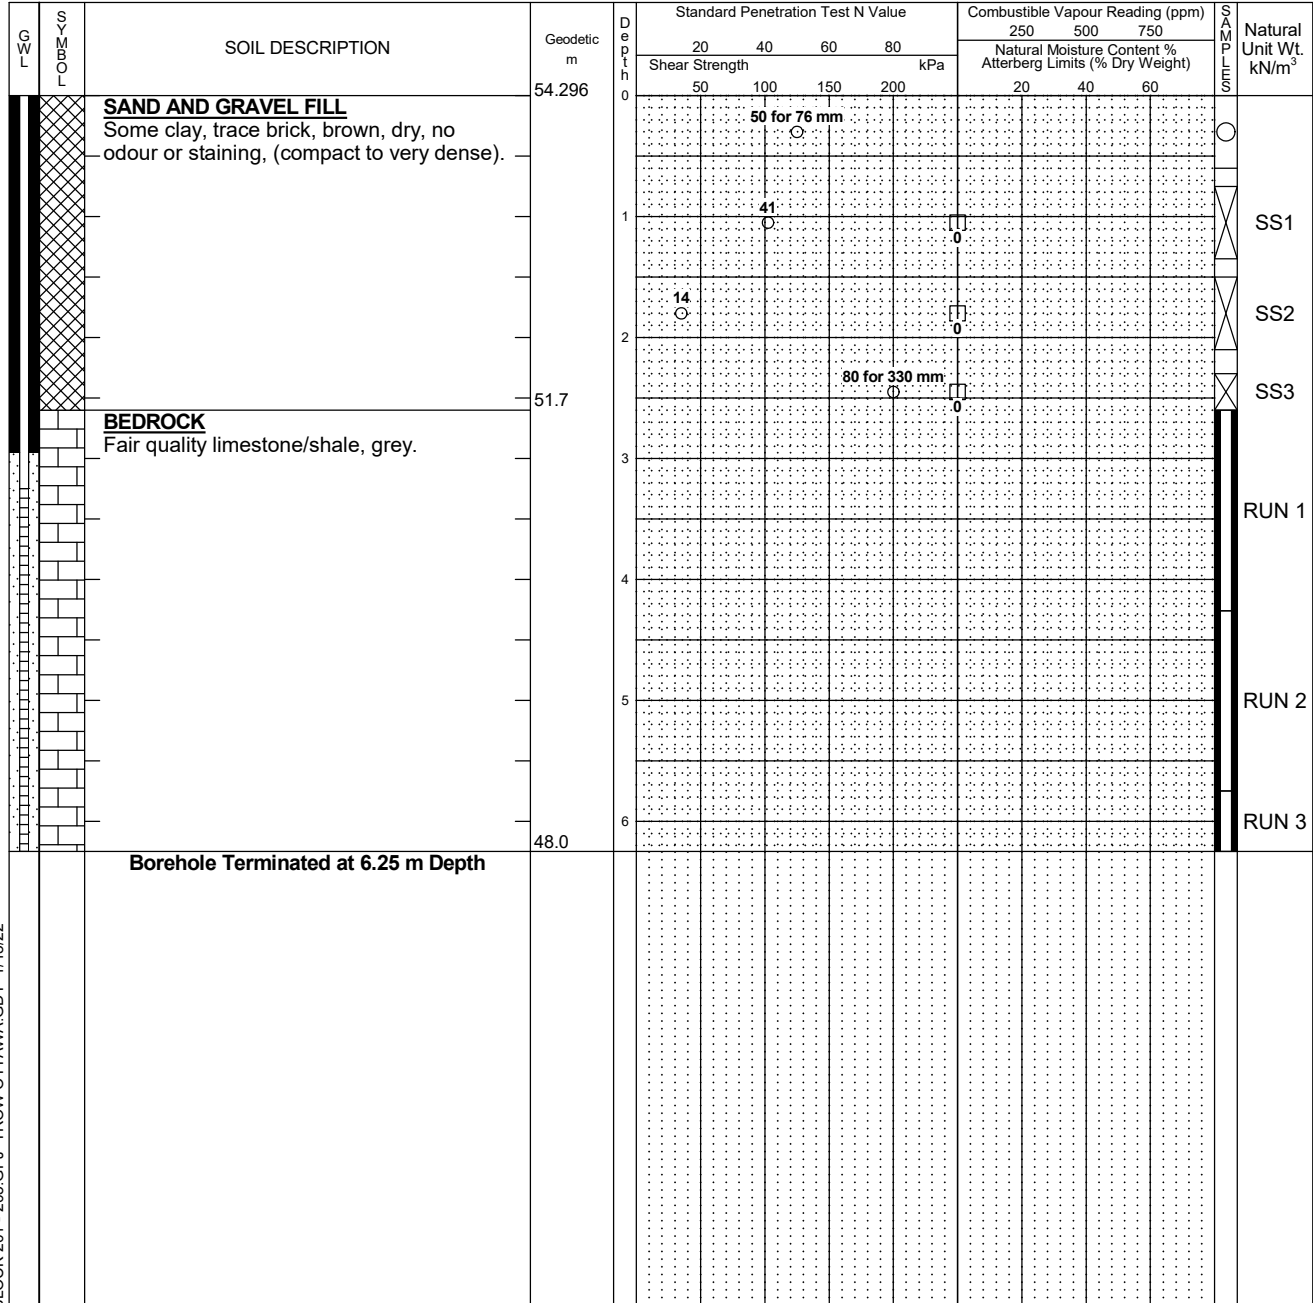 GWL
SYMBOL
SOIL DESCRIPTION
Geodetic
m
Depth
Standard Penetration Test N Value
20 40 60 80
Shear Strength kPa
50 100 150 200
Combustible Vapour Reading (ppm)
250 500 750
Natural Moisture Content %
Atterberg Limits (% Dry Weight)
20 40 60
SAMPLES
Natural
Unit Wt.
kN/m³
54.296
0
SAND AND GRAVEL FILL
Some clay, trace brick, brown, dry, no
odour or staining, (compact to very dense).
50 for 76 mm
41
1
0
SS1
14
0
SS2
2
80 for 330 mm
0
SS3
51.7
BEDROCK
Fair quality limestone/shale, grey.
3
RUN 1
4
5
RUN 2
6
RUN 3
48.0
Borehole Terminated at 6.25 m Depth